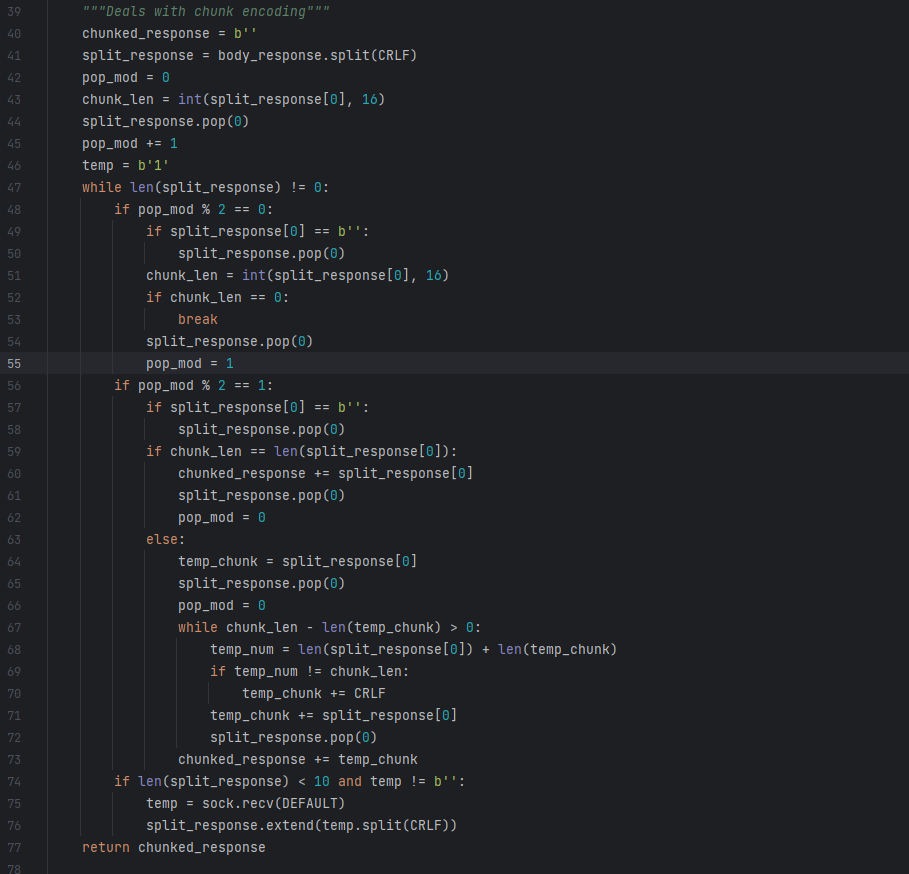 39 """Deals with chunk encoding"""
40 chunked_response = b''
41 split_response = body_response.split(CRLF)
42 pop_mod = 0
43 chunk_len = int(split_response[0], 16)
44 split_response.pop(0)
45 pop_mod += 1
46 temp = b'1'
47 while len(split_response) != 0:
48     if pop_mod % 2 == 0:
49         if split_response[0] == b'':
50             split_response.pop(0)
51         chunk_len = int(split_response[0], 16)
52         if chunk_len == 0:
53             break
54         split_response.pop(0)
55         pop_mod = 1
56     if pop_mod % 2 == 1:
57         if split_response[0] == b'':
58             split_response.pop(0)
59         if chunk_len == len(split_response[0]):
60             chunked_response += split_response[0]
61             split_response.pop(0)
62             pop_mod = 0
63         else:
64             temp_chunk = split_response[0]
65             split_response.pop(0)
66             pop_mod = 0
67             while chunk_len - len(temp_chunk) > 0:
68                 temp_num = len(split_response[0]) + len(temp_chunk)
69                 if temp_num != chunk_len:
70                     temp_chunk += CRLF
71                 temp_chunk += split_response[0]
72                 split_response.pop(0)
73             chunked_response += temp_chunk
74     if len(split_response) < 10 and temp != b'':
75         temp = sock.recv(DEFAULT)
76         split_response.extend(temp.split(CRLF))
77 return chunked_response
78